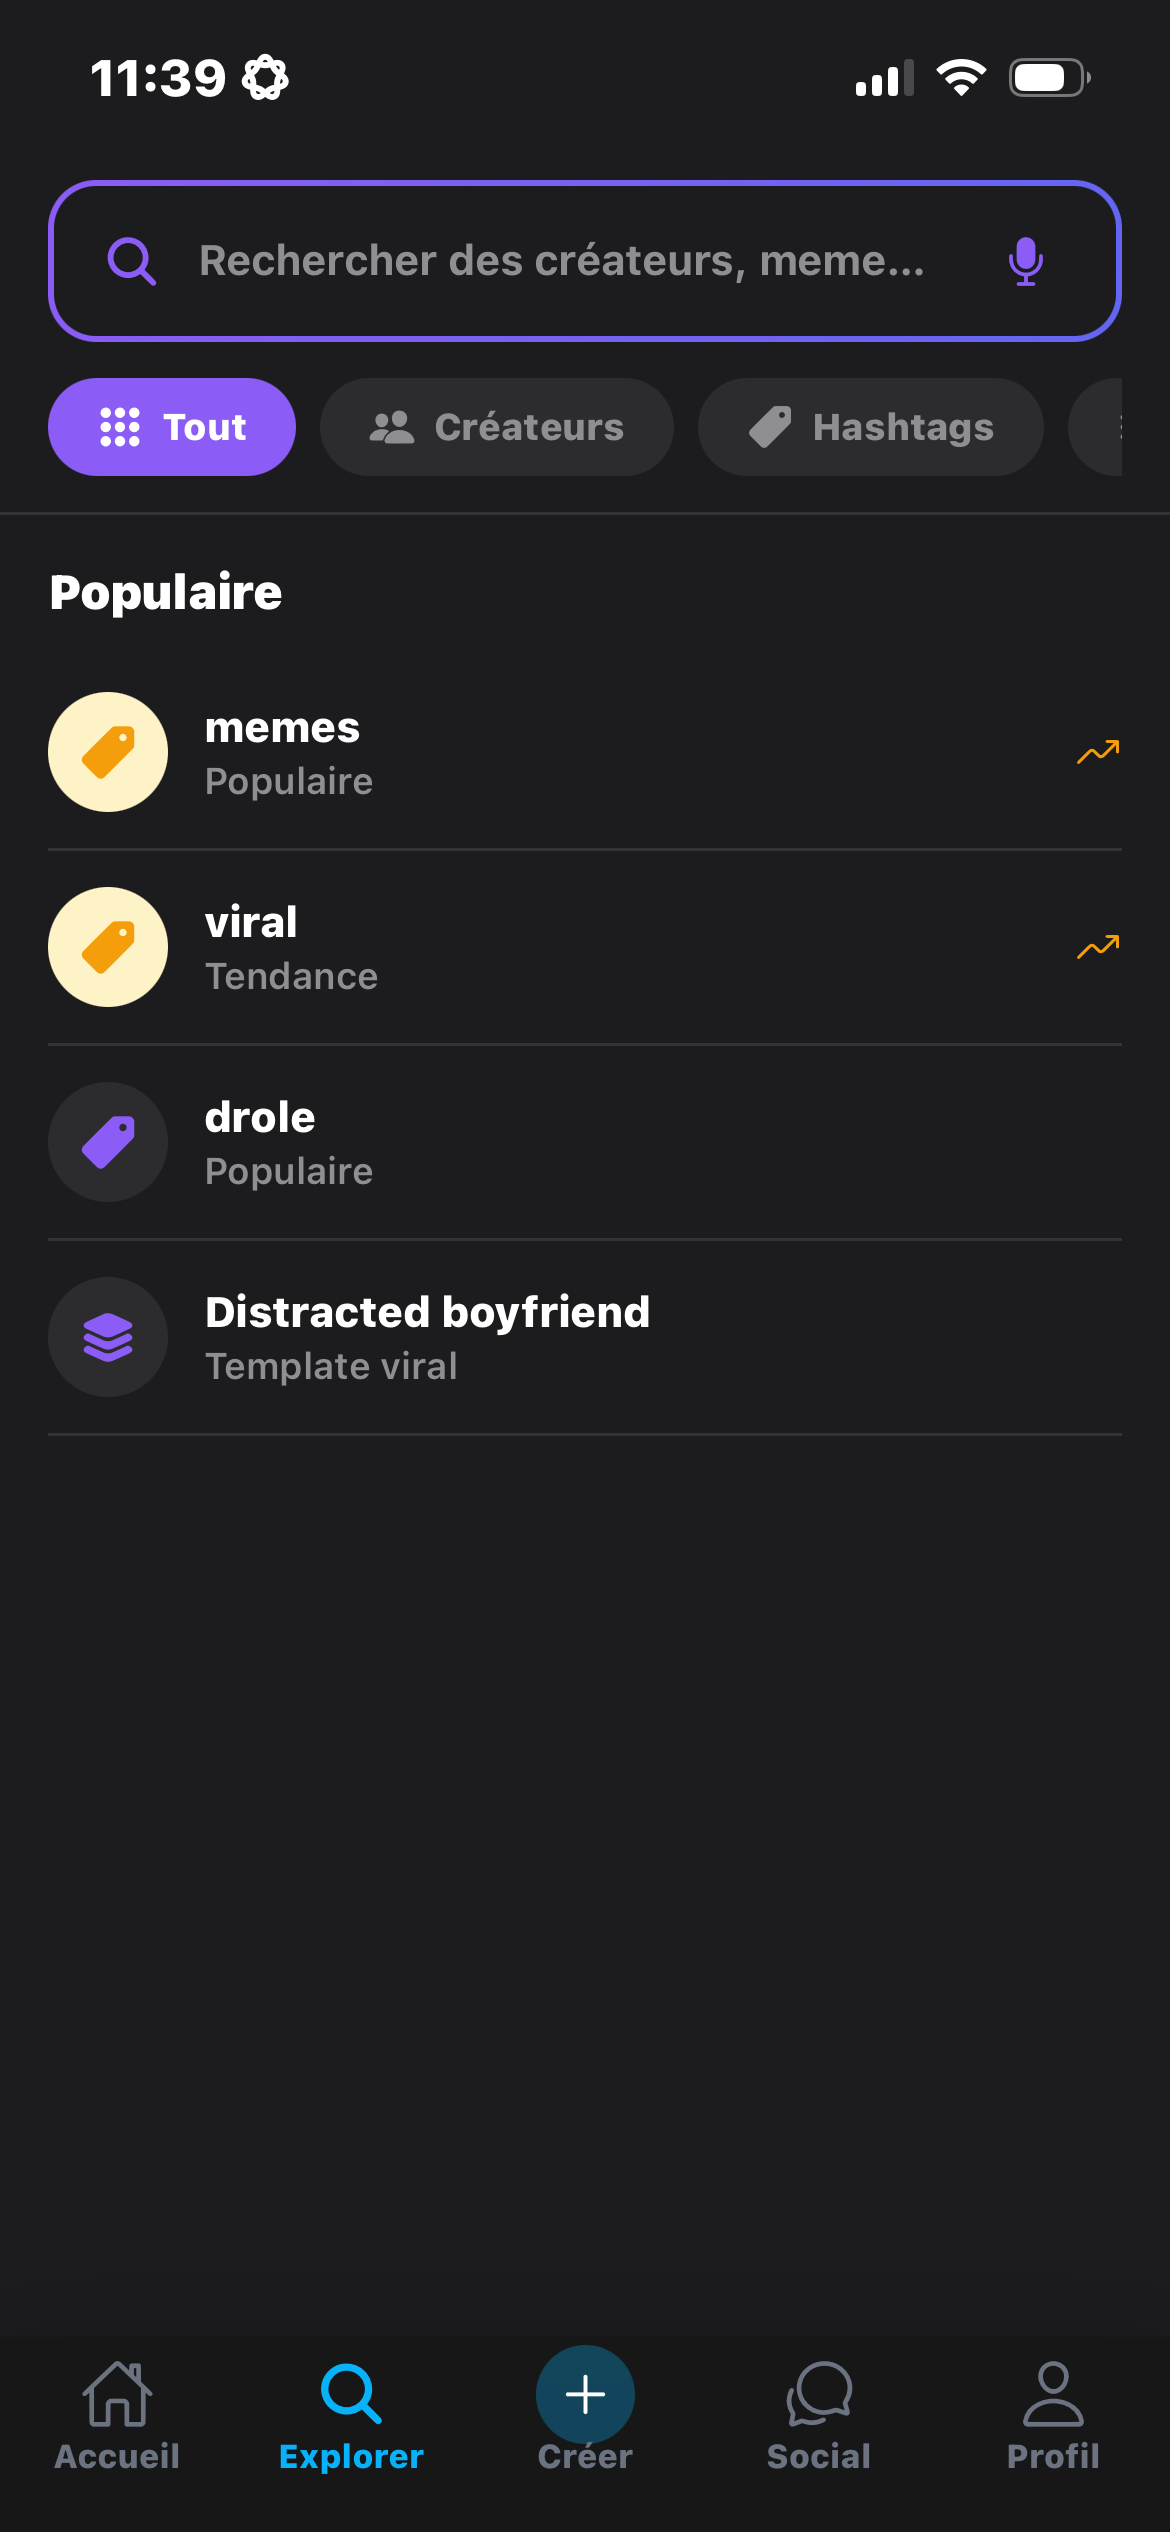 11:39
Rechercher des créateurs, meme...
Tout
Créateurs
Hashtags
Populaire
memes
Populaire
viral
Tendance
drole
Populaire
Distracted boyfriend
Template viral
Accueil
Explorer
Créer
Social
Profil